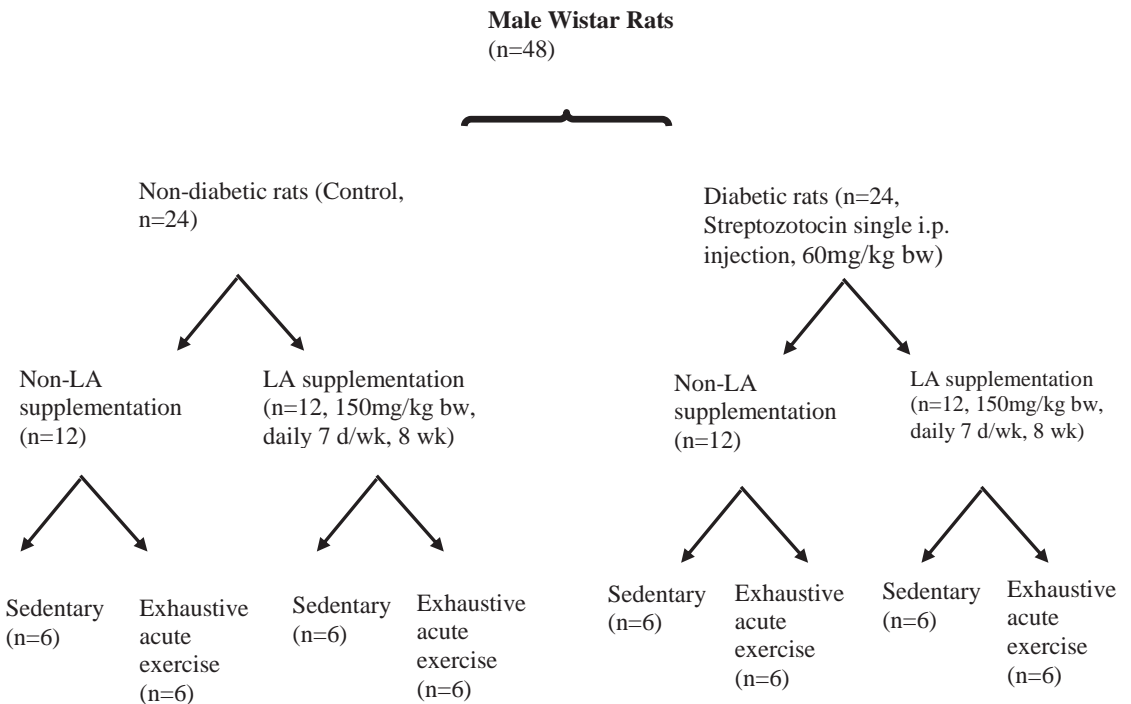 Male Wistar Rats
(n=48)
Non-diabetic rats (Control,
n=24)
Diabetic rats (n=24,
Streptozotocin single i.p.
injection, 60mg/kg bw)
Non-LA
supplementation
(n=12)
LA supplementation
(n=12, 150mg/kg bw,
daily 7 d/wk, 8 wk)
Non-LA
supplementation
(n=12)
LA supplementation
(n=12, 150mg/kg bw,
daily 7 d/wk, 8 wk)
Sedentary
(n=6)
Exhaustive
acute
exercise
(n=6)
Sedentary
(n=6)
Exhaustive
acute
exercise
(n=6)
Sedentary
(n=6)
Exhaustive
acute
exercise
(n=6)
Sedentary
(n=6)
Exhaustive
acute
exercise
(n=6)